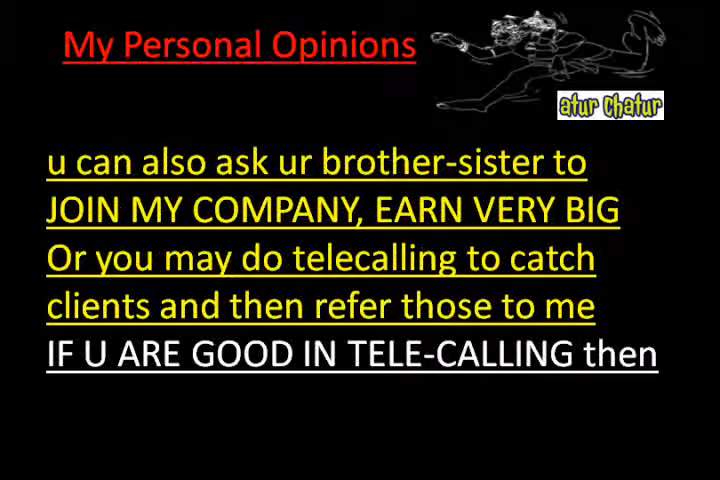 My Personal Opinions
atur chatur
u can also ask ur brother-sister to
JOIN MY COMPANY, EARN VERY BIG
Or you may do telecalling to catch
clients and then refer those to me
IF U ARE GOOD IN TELE-CALLING then